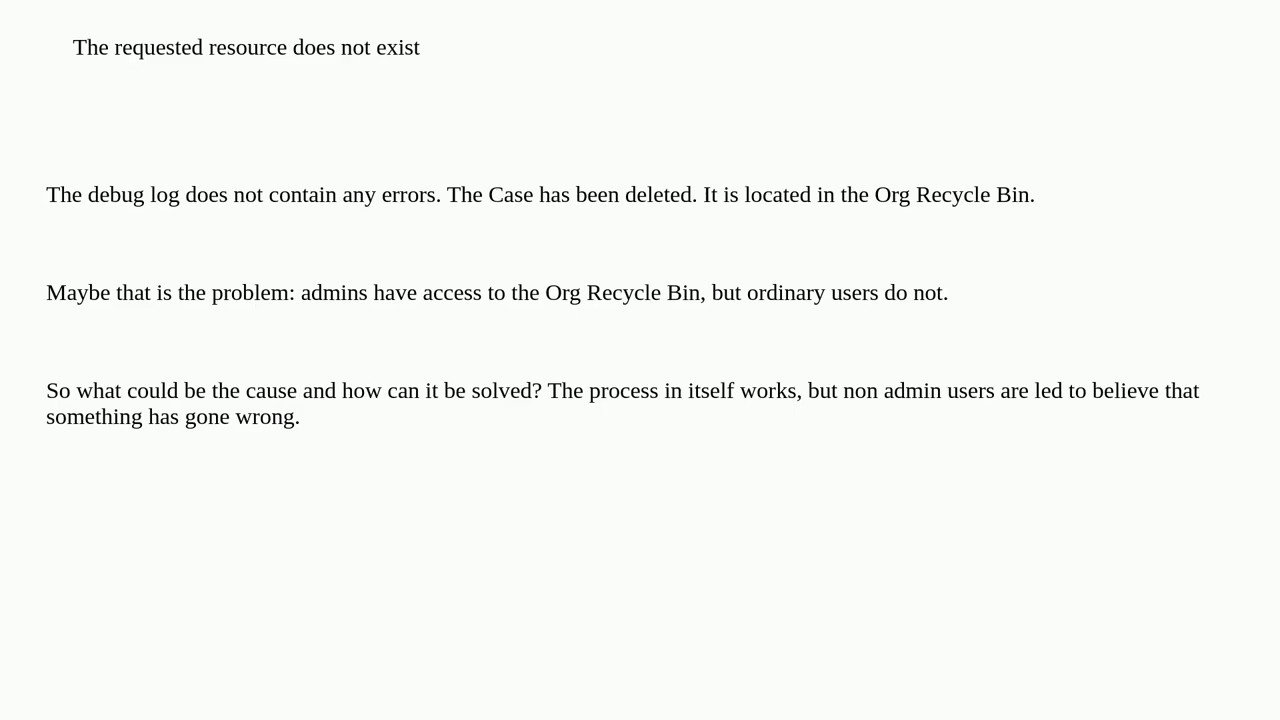 The requested resource does not exist
The debug log does not contain any errors. The Case has been deleted. It is located in the Org Recycle Bin.
Maybe that is the problem: admins have access to the Org Recycle Bin, but ordinary users do not.
So what could be the cause and how can it be solved? The process in itself works, but non admin users are led to believe that
something has gone wrong.